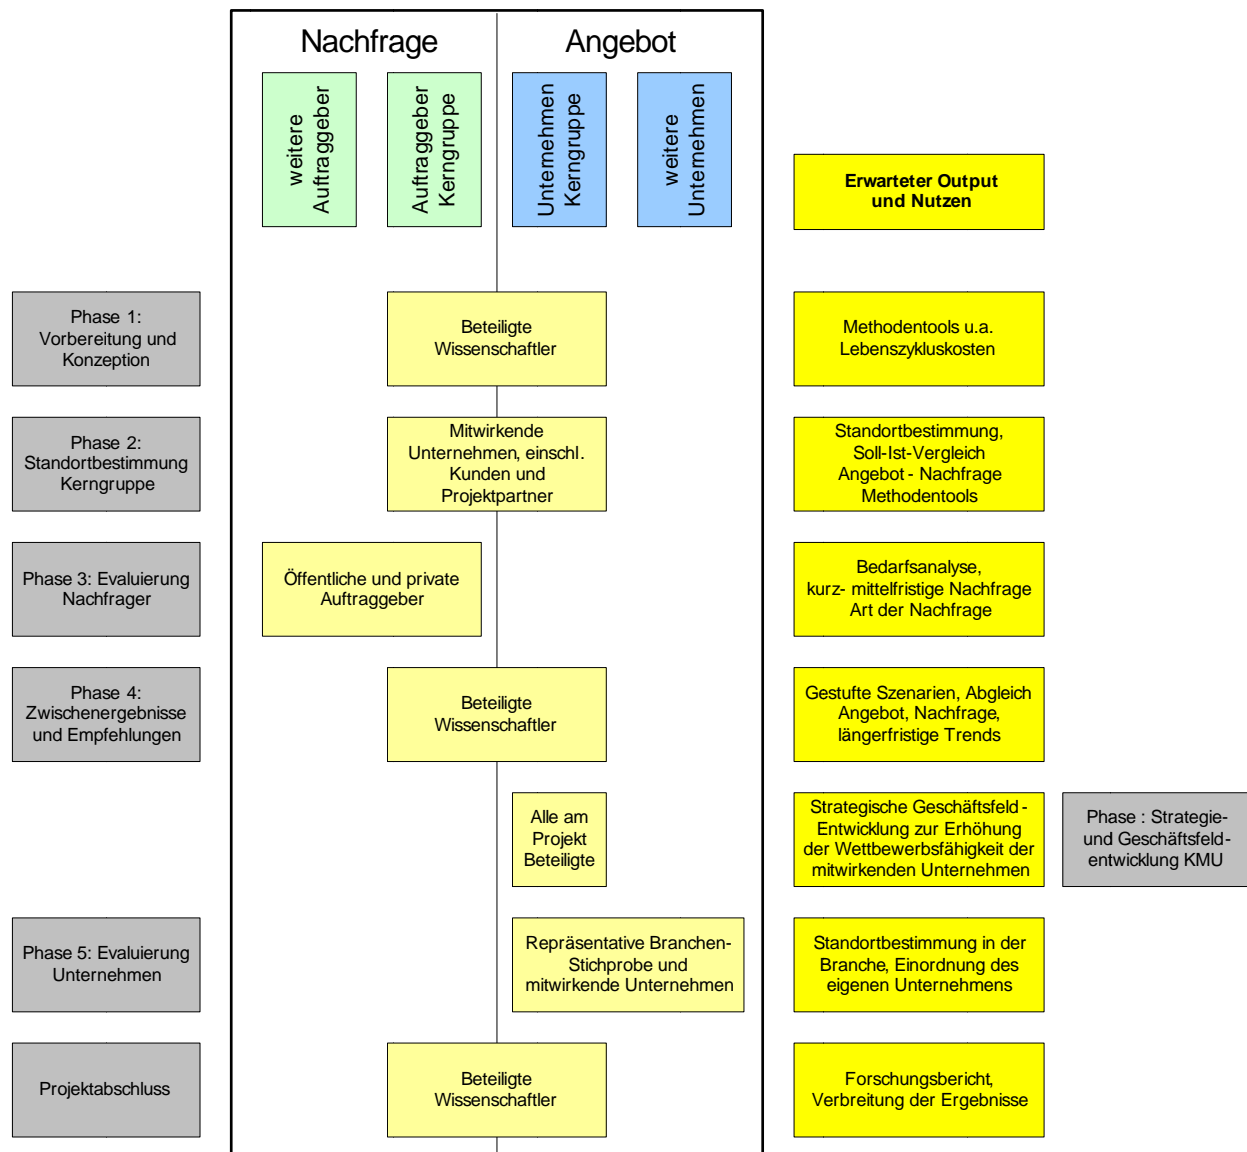 Nachfrage
Angebot
weitere
Auftraggeber
Auftraggeber
Kerngruppe
Unternehmen
Kerngruppe
weitere
Unternehmen
Erwarteter Output
und Nutzen
Phase 1:
Vorbereitung und
Konzeption
Beteiligte
Wissenschaftler
Methodentools u.a.
Lebenszykluskosten
Phase 2:
Standortbestimmung
Kerngruppe
Mitwirkende
Unternehmen, einschl.
Kunden und
Projektpartner
Standortbestimmung,
Soll-Ist-Vergleich
Angebot - Nachfrage
Methodentools
Phase 3: Evaluierung
Nachfrager
Öffentliche und private
Auftraggeber
Bedarfsanalyse,
kurz- mittelfristige Nachfrage
Art der Nachfrage
Phase 4:
Zwischenergebnisse
und Empfehlungen
Beteiligte
Wissenschaftler
Gestufte Szenarien, Abgleich
Angebot, Nachfrage,
längerfristige Trends
Alle am
Projekt
Beteiligte
Strategische Geschäftsfeld -
Entwicklung zur Erhöhung
der Wettbewerbsfähigkeit der
mitwirkenden Unternehmen
Phase : Strategie-
und Geschäftsfeld-
entwicklung KMU
Phase 5: Evaluierung
Unternehmen
Repräsentative Branchen-
Stichprobe und
mitwirkende Unternehmen
Standortbestimmung in der
Branche, Einordnung des
eigenen Unternehmens
Projektabschluss
Beteiligte
Wissenschaftler
Forschungsbericht,
Verbreitung der Ergebnisse